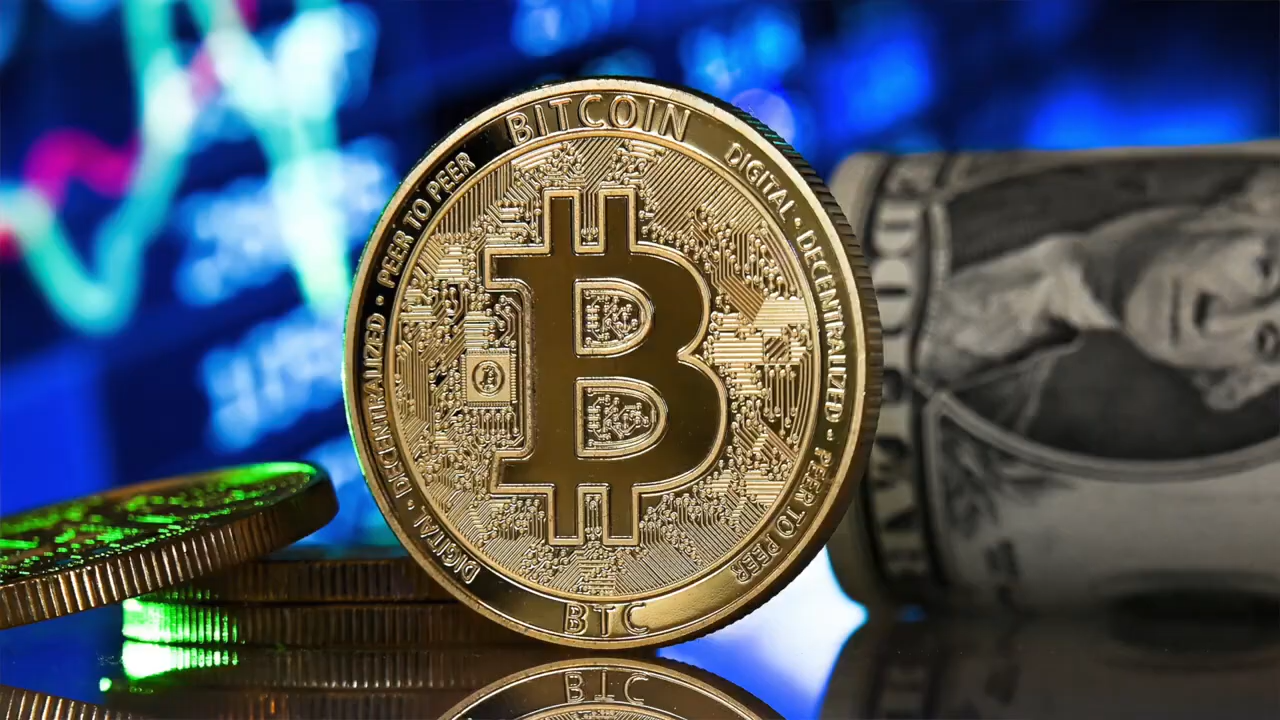 BITCOIN
DIGITAL • DECENTRALIZED • PEER TO PEER
BTC
DIGITAL • DECENTRALIZED • PEER TO PEER